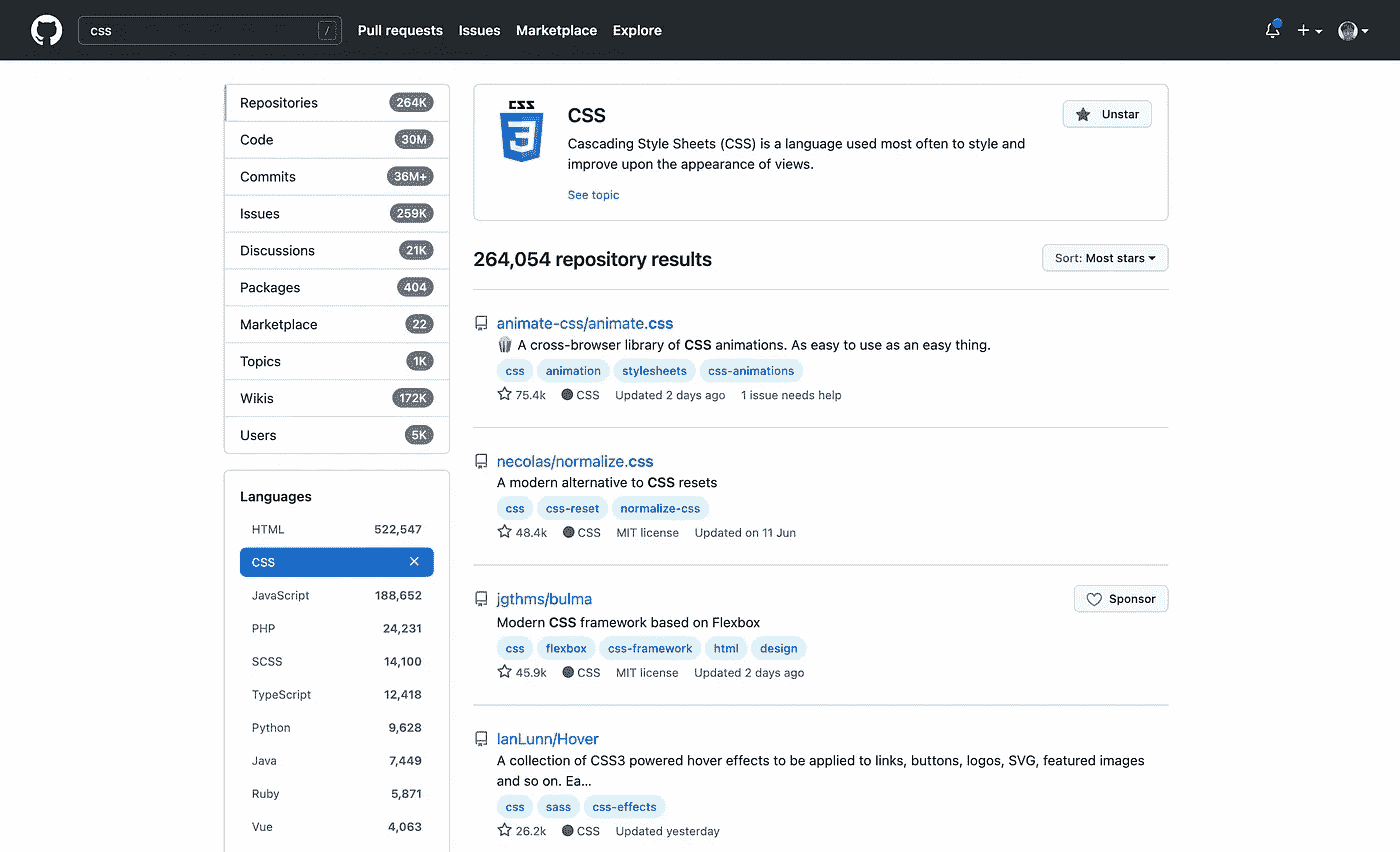 css / Pull requests Issues Marketplace Explore
Repositories 264K
Code 30M
Commits 36M+
Issues 259K
Discussions 21K
Packages 404
Marketplace 22
Topics 1K
Wikis 172K
Users 5K
Languages
HTML 522,547
CSS
JavaScript 188,652
PHP 24,231
SCSS 14,100
TypeScript 12,418
Python 9,628
Java 7,449
Ruby 5,871
Vue 4,063
CSS
3
CSS
Unstar
Cascading Style Sheets (CSS) is a language used most often to style and
improve upon the appearance of views.
See topic
264,054 repository results
Sort: Most stars
animate-css/animate.css
A cross-browser library of CSS animations. As easy to use as an easy thing.
css animation stylesheets css-animations
75.4k CSS Updated 2 days ago 1 issue needs help
necolas/normalize.css
A modern alternative to CSS resets
css css-reset normalize-css
48.4k CSS MIT license Updated on 11 Jun
jgthms/bulma
Sponsor
Modern CSS framework based on Flexbox
css flexbox css-framework html design
45.9k CSS MIT license Updated 2 days ago
IanLunn/Hover
A collection of CSS3 powered hover effects to be applied to links, buttons, logos, SVG, featured images
and so on. Ea...
css sass css-effects
26.2k CSS Updated yesterday